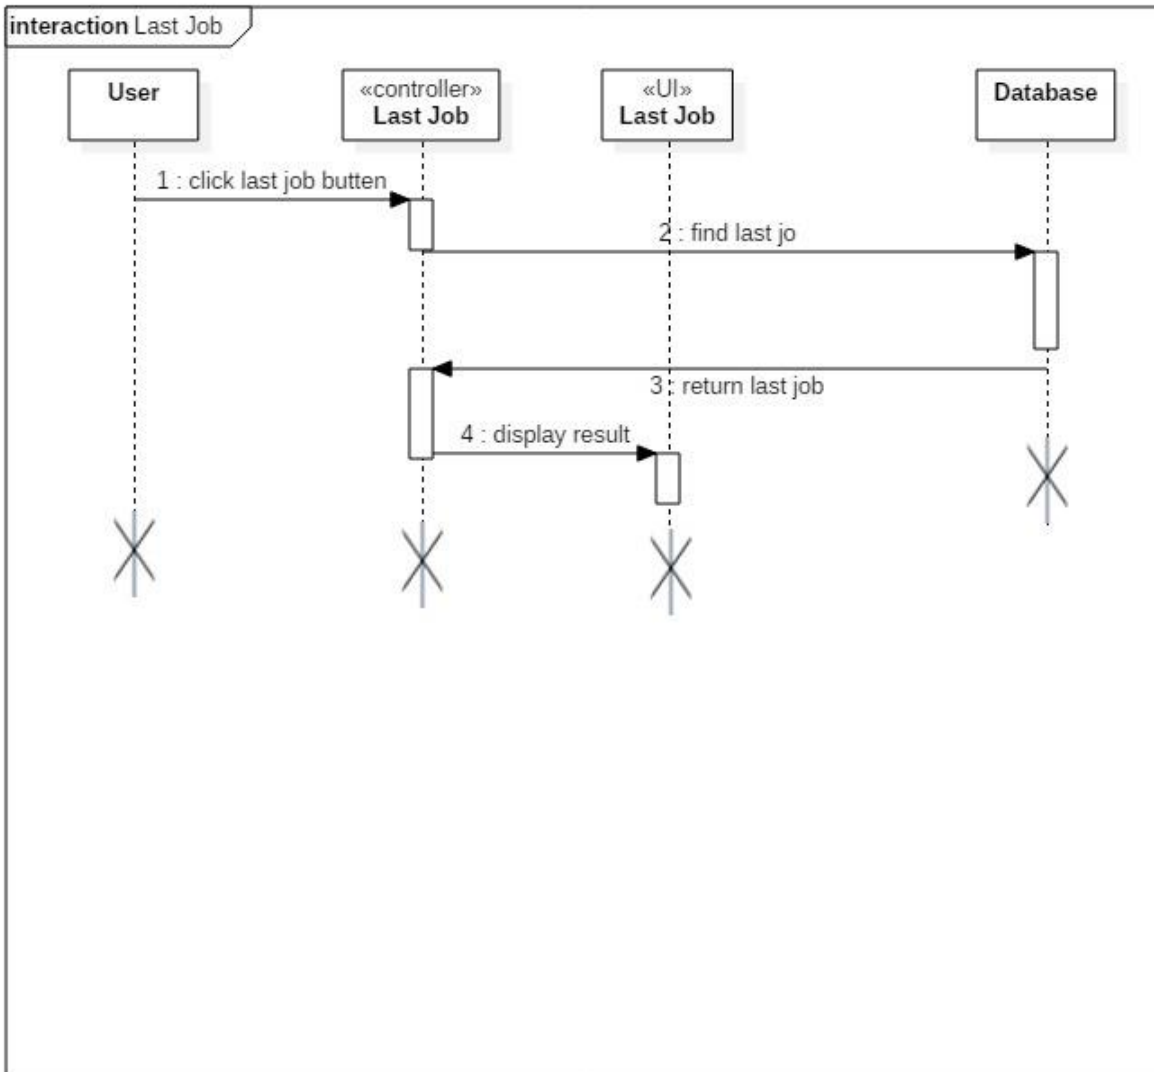 interaction Last Job
User
«controller»
Last Job
«UI»
Last Job
Database
1 : click last job butten
2 : find last jo
3 : return last job
4 : display result